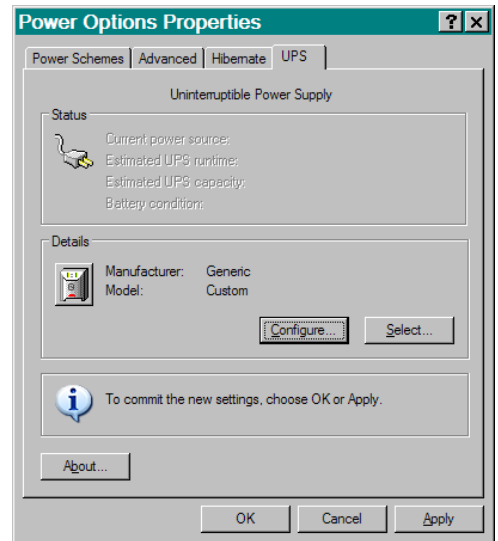 Power Options Properties
Power Schemes Advanced Hibernate UPS
Uninterruptible Power Supply
Status
Current power source:
Estimated UPS runtime:
Estimated UPS capacity:
Battery condition:
Details
Manufacturer: Generic
Model: Custom
Configure... Select...
To commit the new settings, choose OK or Apply.
About...
OK Cancel Apply